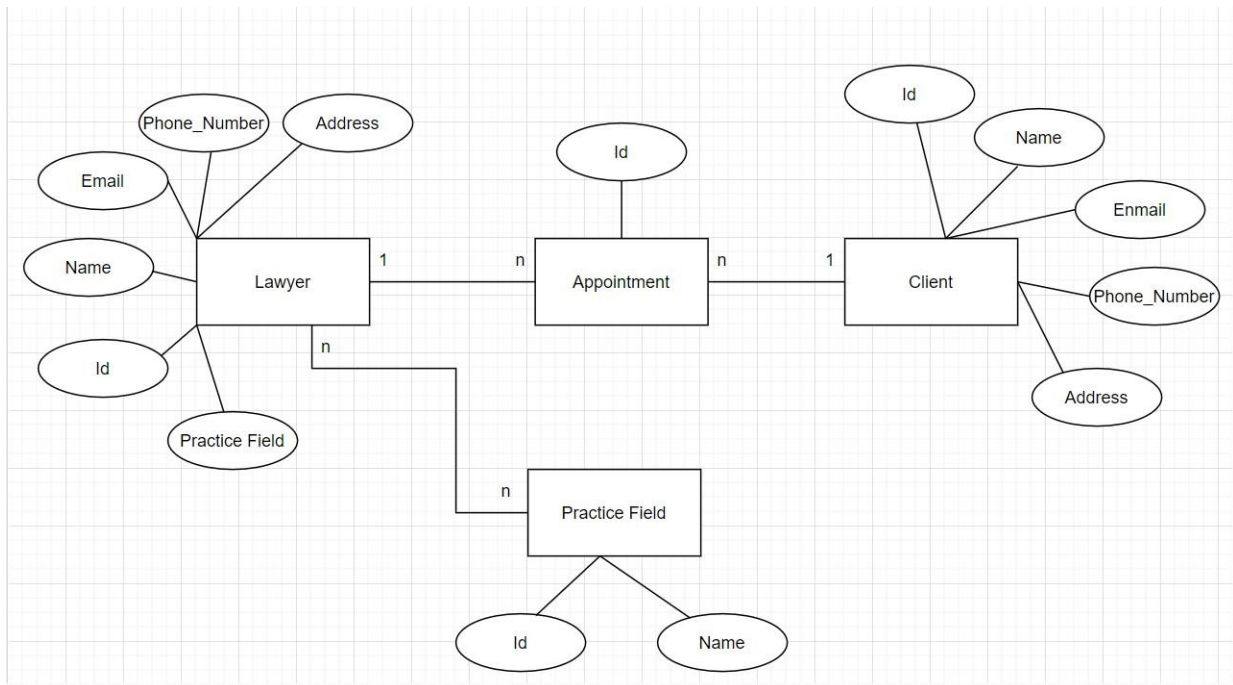 Id
Phone_Number
Address
Name
Id
Email
Enmail
Name
1
n
n
1
Lawyer
Appointment
Client
Phone_Number
n
Id
Address
Practice Field
n
Practice Field
Id
Name